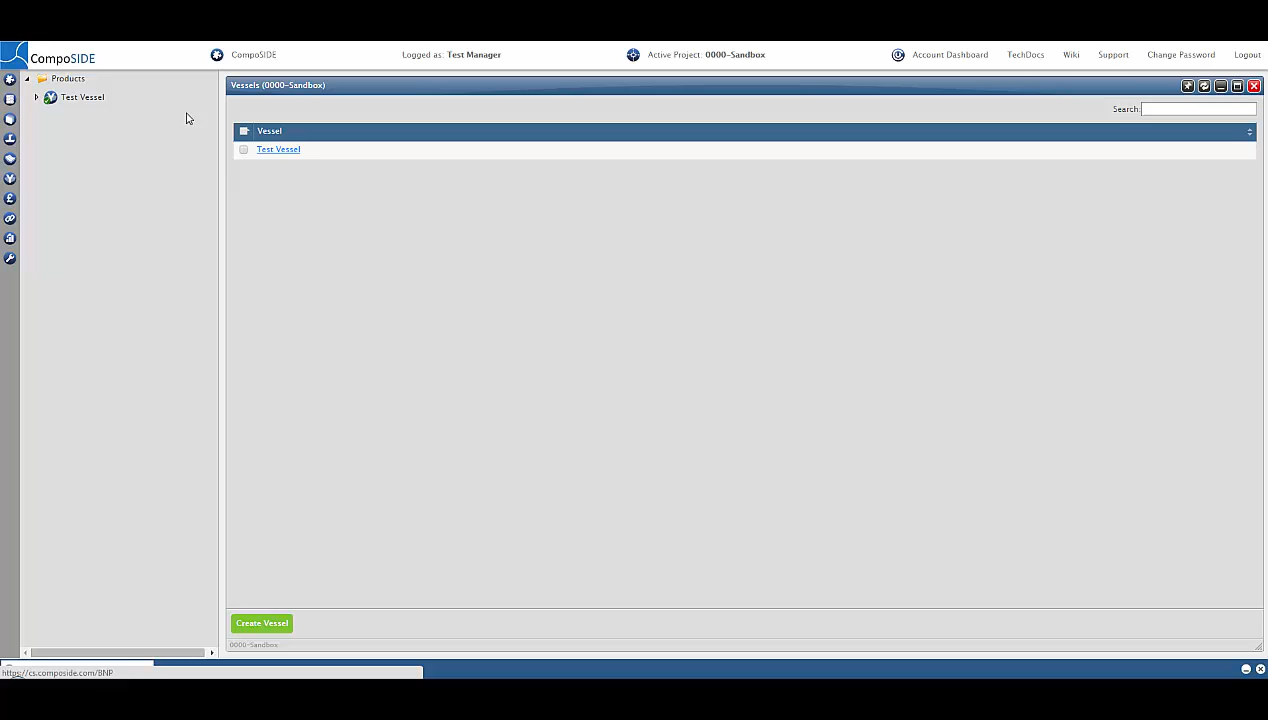 CompoSIDE
CompoSIDE
Logged as: Test Manager
Active Project: 0000-Sandbox
Account Dashboard
TechDocs
Wiki
Support
Change Password
Logout
Products
Test Vessel
Vessels (0000-Sandbox)
Search:
Vessel
Test Vessel
Create Vessel
0000-Sandbox
https://cs.composide.com/BNP